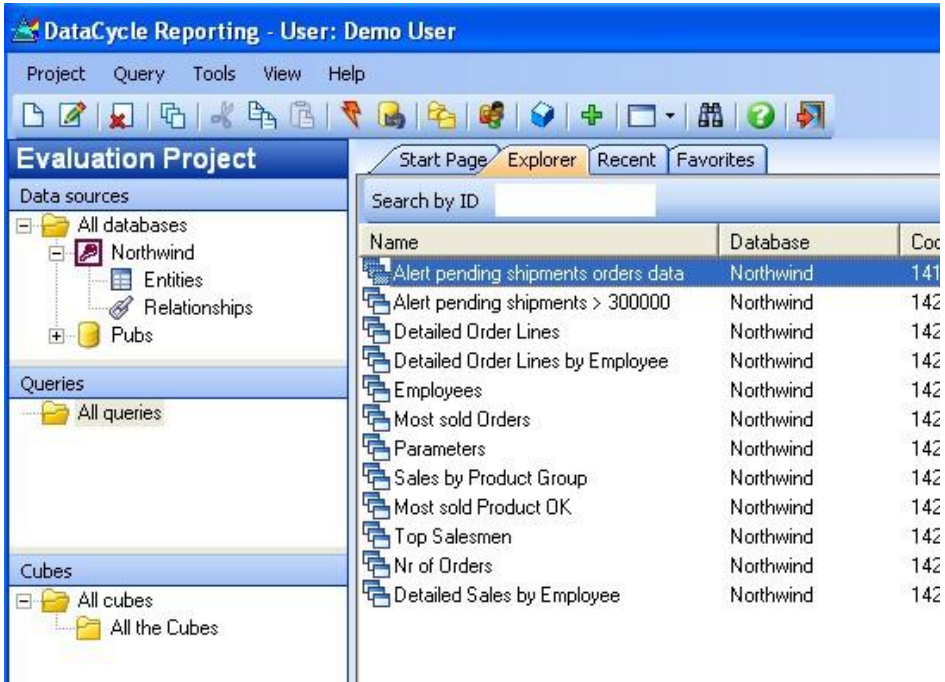 DataCycle Reporting - User: Demo User
Project Query Tools View Help
Evaluation Project
Start Page Explorer Recent Favorites
Data sources
Search by ID
All databases
Northwind
Entities
Relationships
Pubs
Queries
All queries
Cubes
All cubes
All the Cubes
Name Database
Alert pending shipments orders data Northwind 141
Alert pending shipments > 300000 Northwind 142
Detailed Order Lines Northwind 142
Detailed Order Lines by Employee Northwind 142
Employees Northwind 142
Most sold Orders Northwind 142
Parameters Northwind 142
Sales by Product Group Northwind 142
Most sold Product OK Northwind 142
Top Salesmen Northwind 142
Nr of Orders Northwind 142
Detailed Sales by Employee Northwind 142